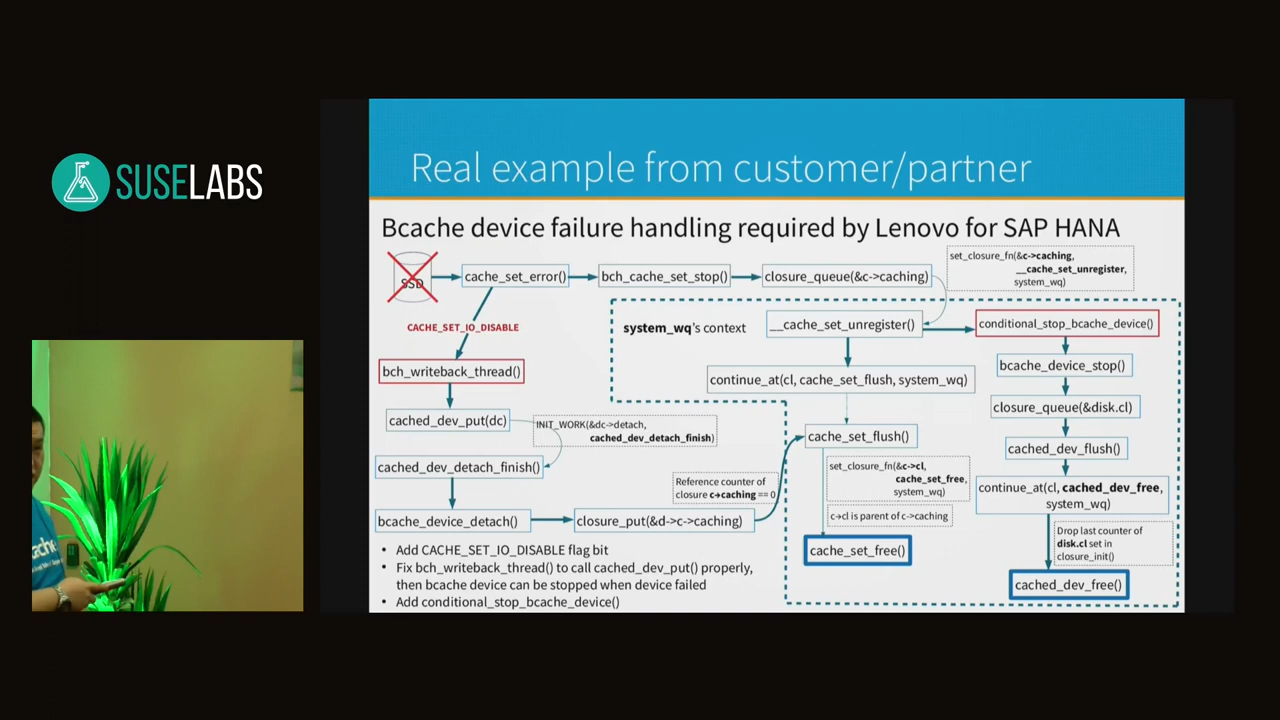 SUSELABS
Real example from customer/partner
Bcache device failure handling required by Lenovo for SAP HANA
SSD
cache_set_error()
bch_cache_set_stop()
closure_queue(&c->caching)
set_closure_fn(&c->caching,
__cache_set_unregister,
system_wq)
CACHE_SET_IO_DISABLE
system_wq's context
__cache_set_unregister()
conditional_stop_bcache_device()
bch_writeback_thread()
continue_at(cl, cache_set_flush, system_wq)
bcache_device_stop()
closure_queue(&disk.cl)
cached_dev_put(dc)
INIT_WORK(&dc->detach,
cached_dev_detach_finish)
cache_set_flush()
cached_dev_flush()
cached_dev_detach_finish()
set_closure_fn(&c->cl,
cache_set_free,
system_wq)
Reference counter of
closure c->caching == 0
continue_at(cl, cached_dev_free,
system_wq)
bcache_device_detach()
closure_put(&d->c->caching)
c->cl is parent of c->caching
cache_set_free()
Drop last counter of
disk.cl set in
closure_init()
cached_dev_free()
• Add CACHE_SET_IO_DISABLE flag bit
• Fix bch_writeback_thread() to call cached_dev_put() properly,
then bcache device can be stopped when device failed
• Add conditional_stop_bcache_device()